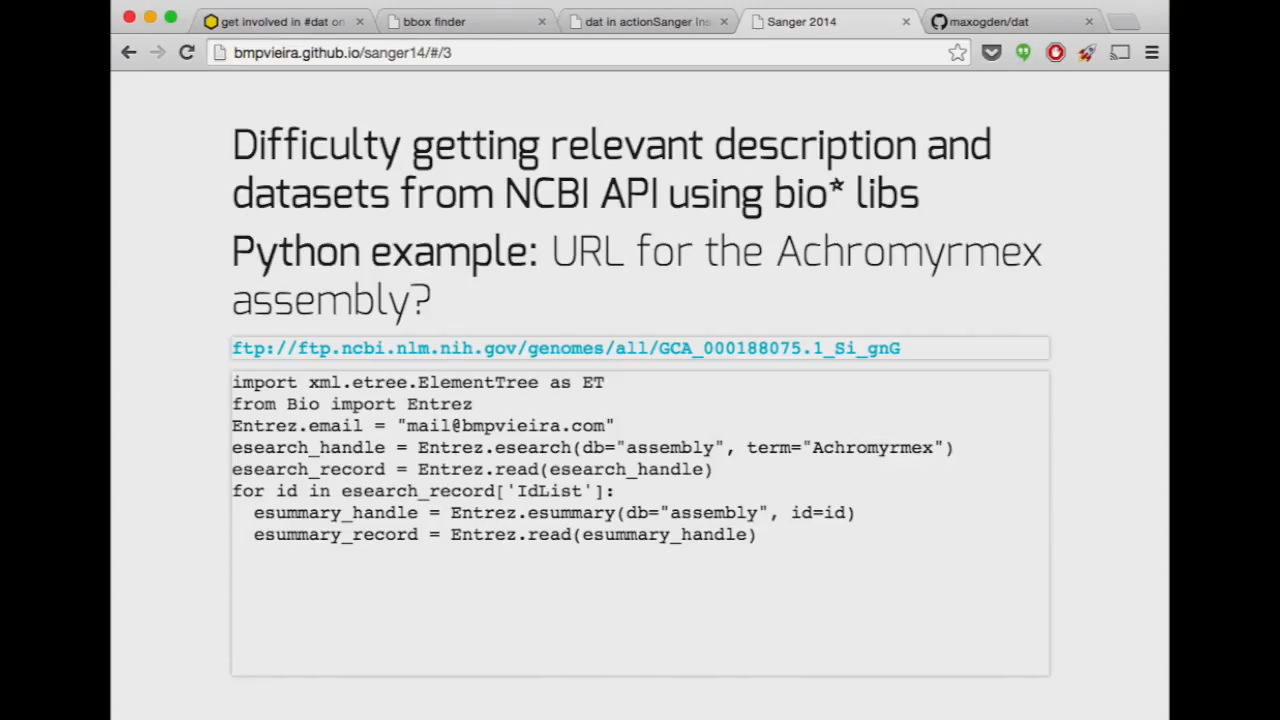 get involved in #dat on
bbox finder
dat in actionSanger Ins
Sanger 2014
maxogden/dat
bmpvieira.github.io/sanger14/#/3
Difficulty getting relevant description and
datasets from NCBI API using bio* libs
Python example: URL for the Achromyrmex
assembly?
ftp://ftp.ncbi.nlm.nih.gov/genomes/all/GCA_000188075.1_Si_gnG
import xml.etree.ElementTree as ET
from Bio import Entrez
Entrez.email = "mail@bmpvieira.com"
esearch_handle = Entrez.esearch(db="assembly", term="Achromyrmex")
esearch_record = Entrez.read(esearch_handle)
for id in esearch_record['IdList']:
  esummary_handle = Entrez.esummary(db="assembly", id=id)
  esummary_record = Entrez.read(esummary_handle)